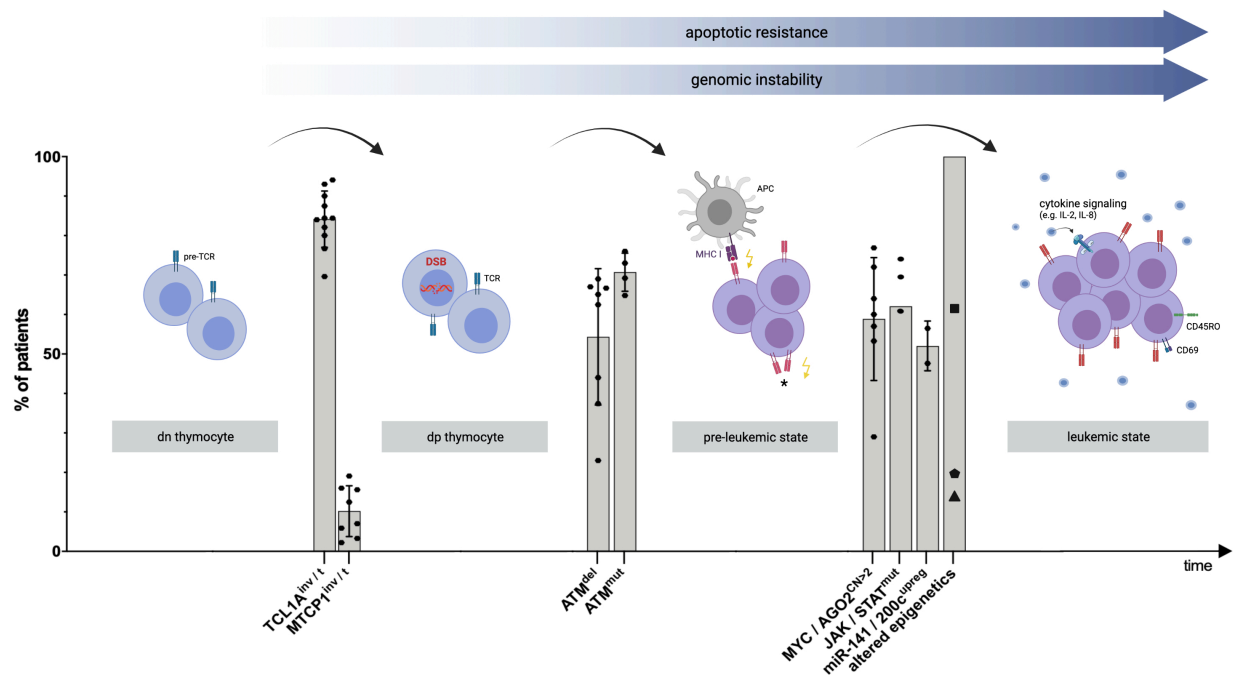 apoptotic resistance
genomic instability
% of patients
100
50
0
pre-TCR
dn thymocyte
TCL1A^inv / t
MTCP1^inv / t
DSB
TCR
dp thymocyte
ATM^del
ATM^mut
APC
MHC I
*
pre-leukemic state
MYC / AGO2^CN>2
JAK / STAT^mut
miR-141 / 200c^upreg
altered epigenetics
cytokine signaling
(e.g. IL-2, IL-8)
CD45RO
CD69
leukemic state
time